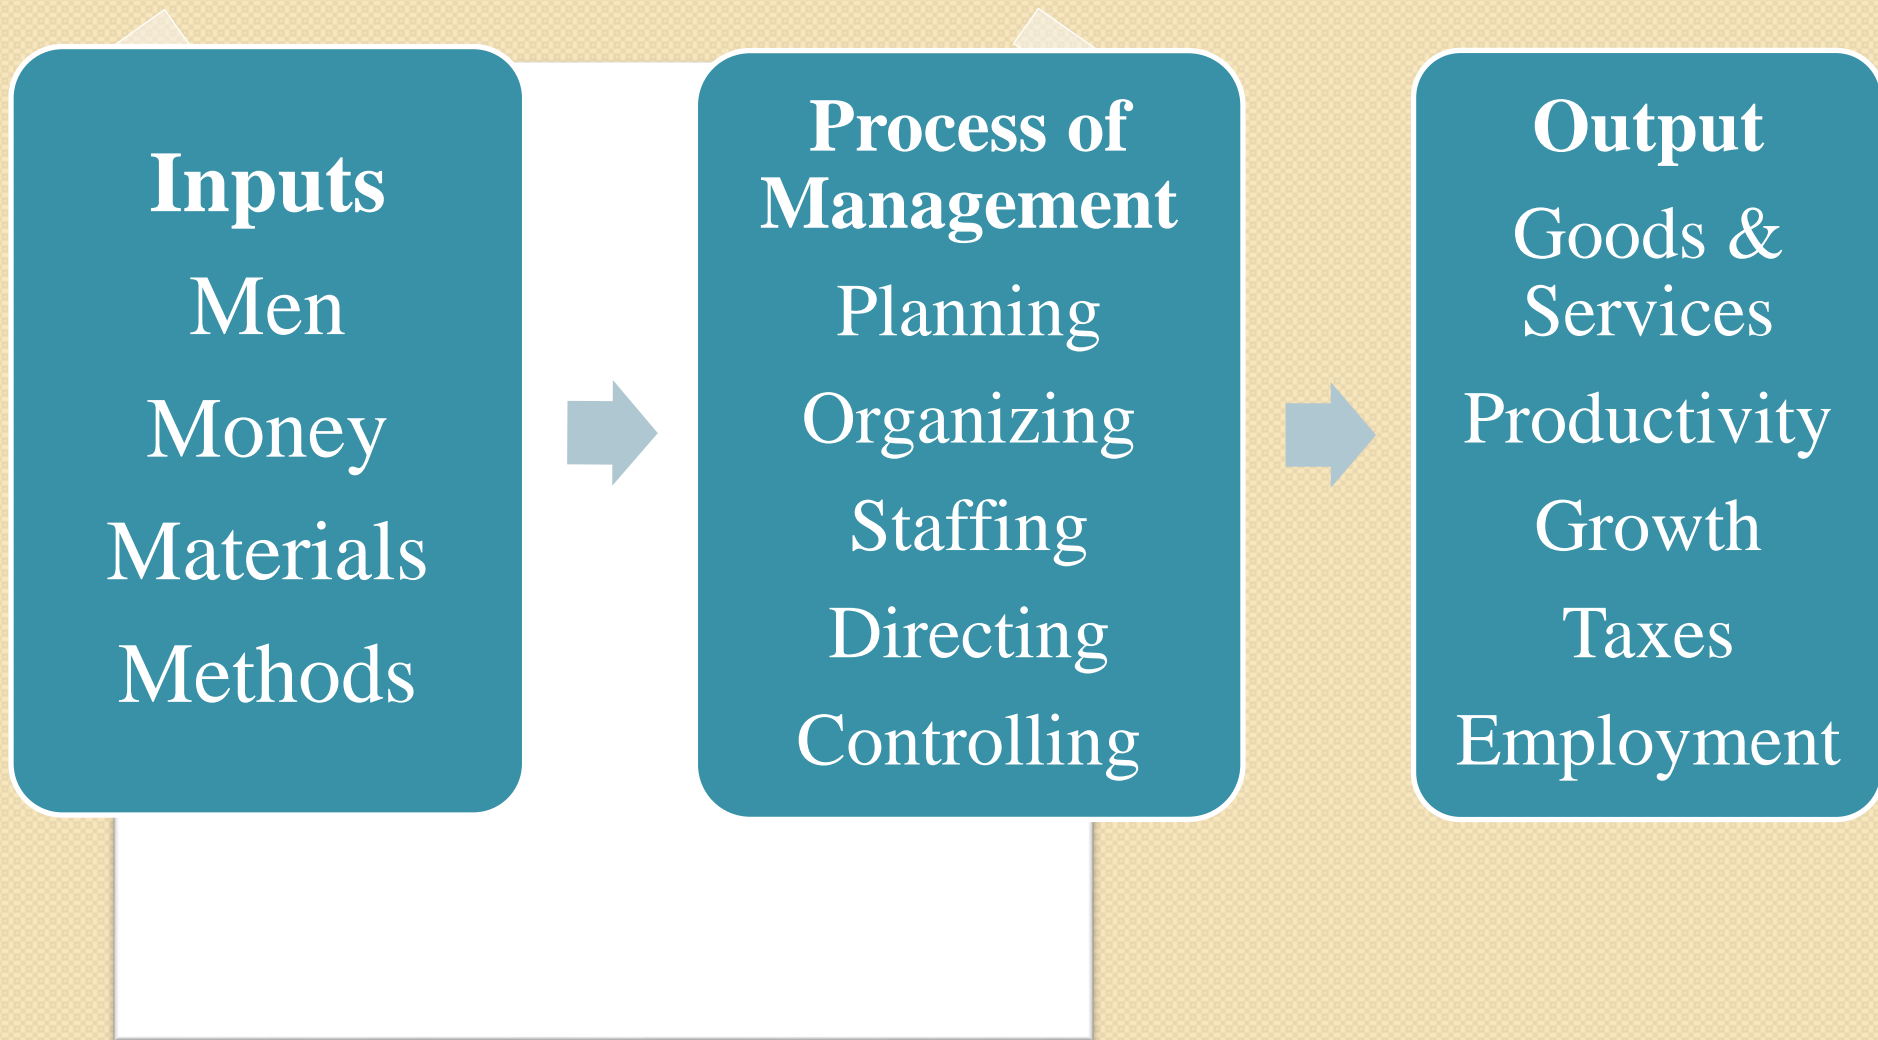 Inputs
Men
Money
Materials
Methods
Process of
Management
Planning
Organizing
Staffing
Directing
Controlling
Output
Goods &
Services
Productivity
Growth
Taxes
Employment